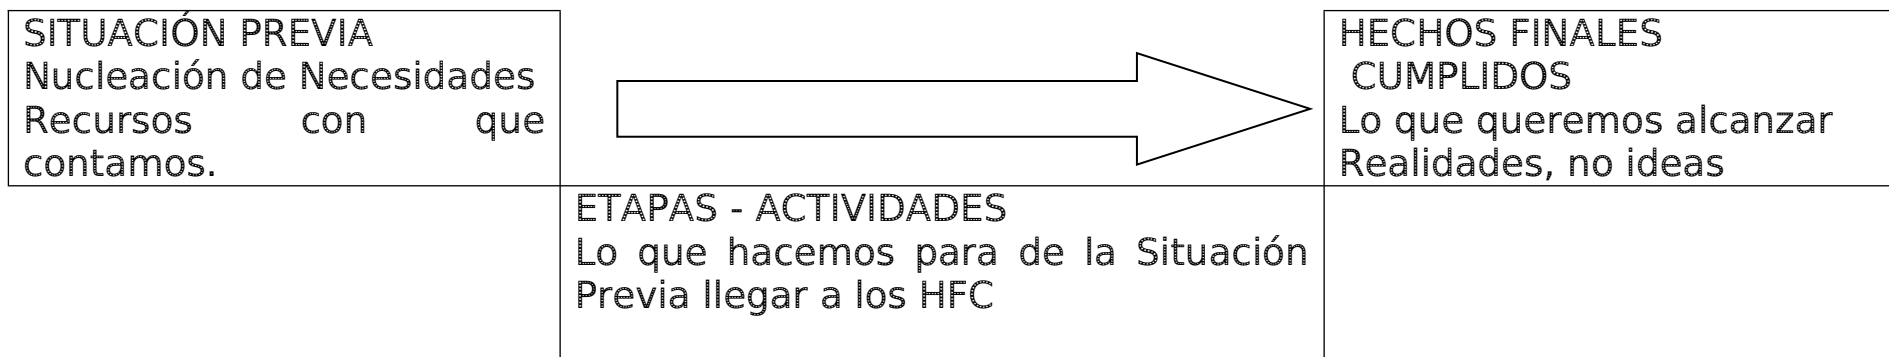 SITUACIÓN PREVIA
Nucleación de Necesidades
Recursos con que
contamos.
HECHOS FINALES
CUMPLIDOS
Lo que queremos alcanzar
Realidades, no ideas
ETAPAS - ACTIVIDADES
Lo que hacemos para de la Situación
Previa llegar a los HFC